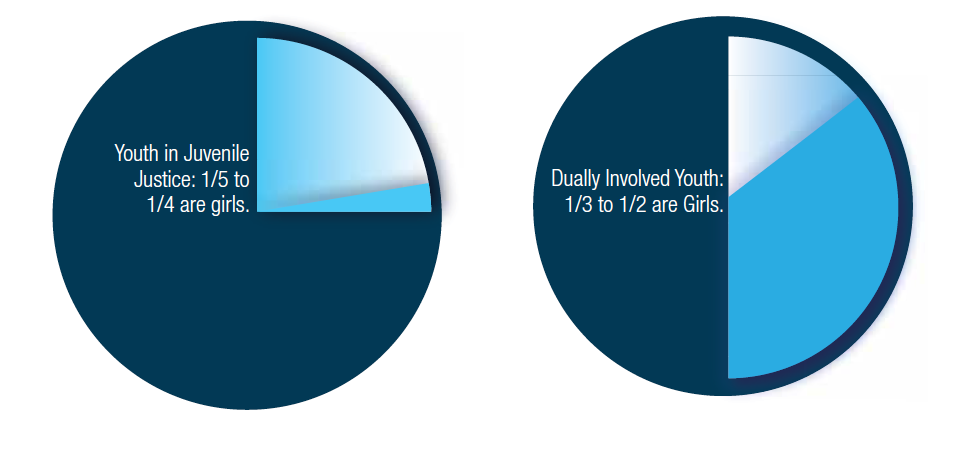 Youth in Juvenile
Justice: 1/5 to
1/4 are girls.
Dually Involved Youth:
1/3 to 1/2 are Girls.